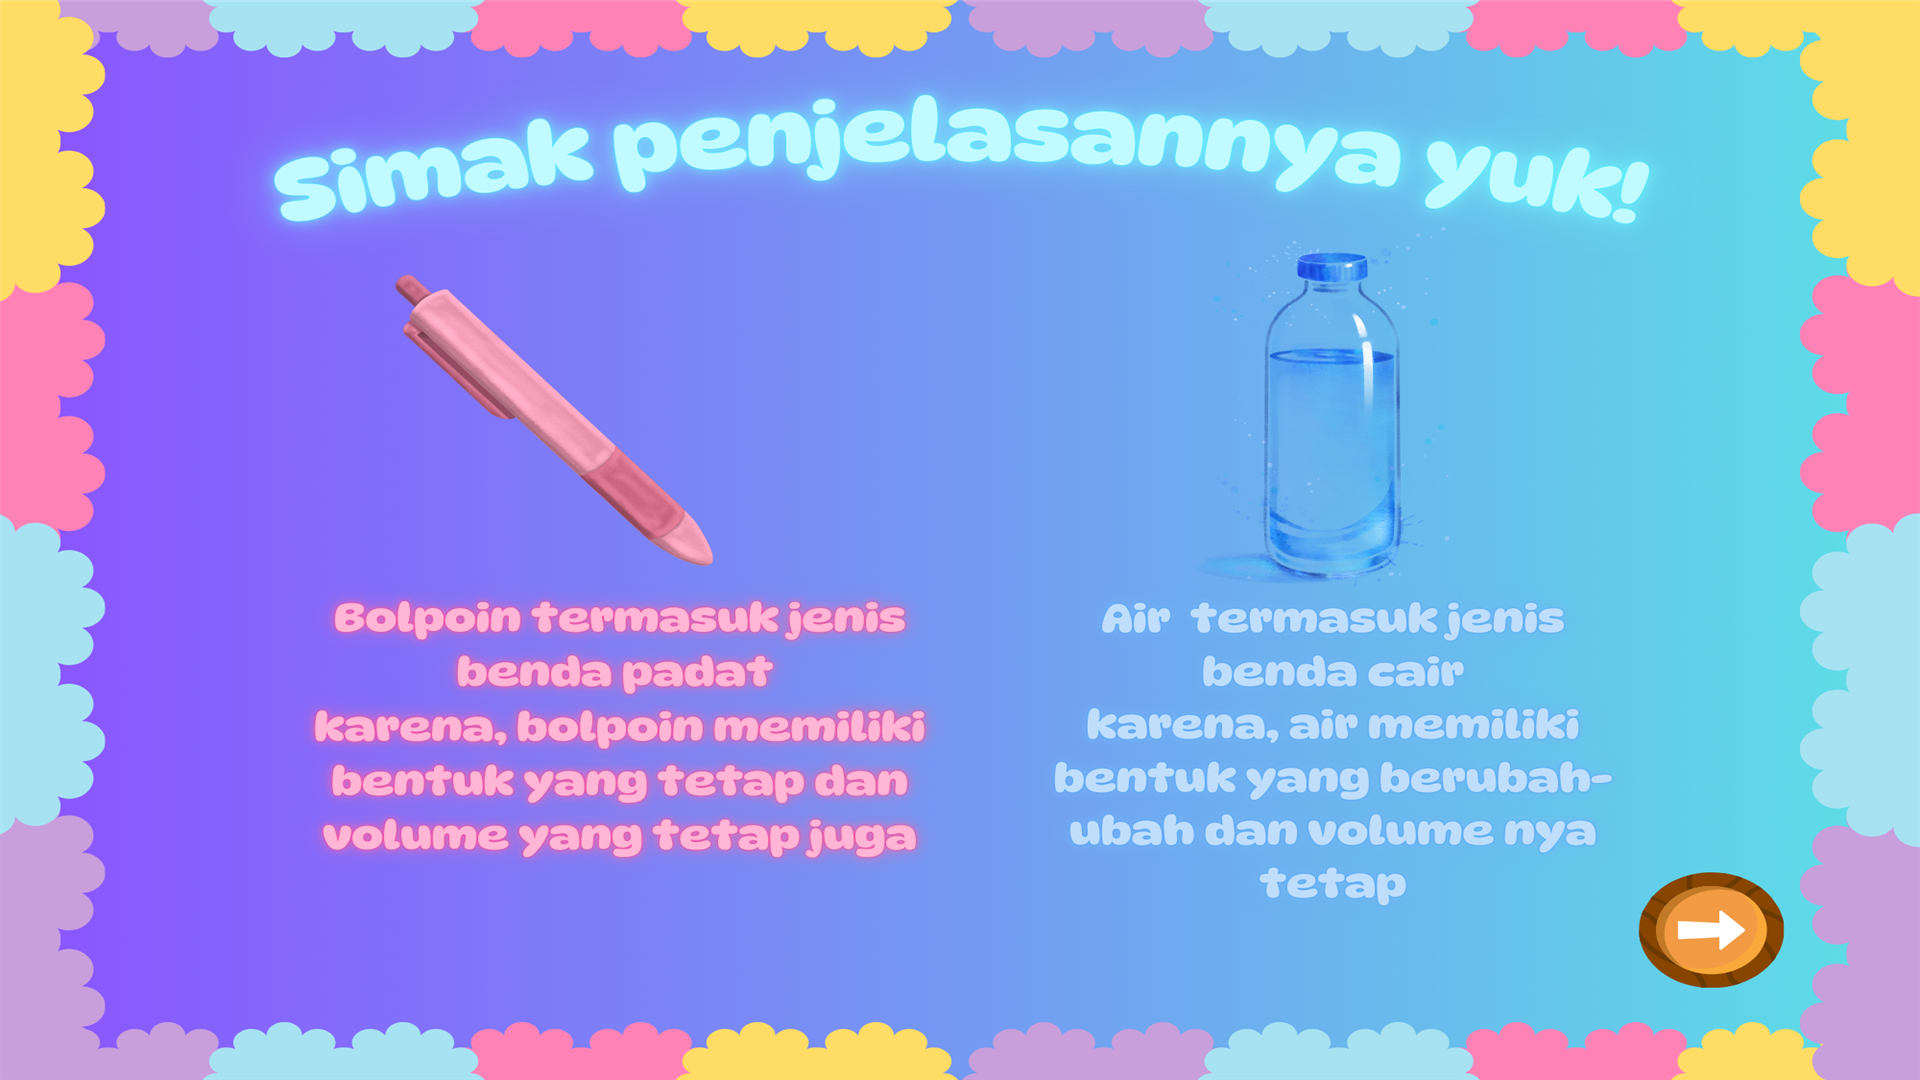 Simak penjelasannya yuk!
Bolpoin termasuk jenis
benda padat
karena, bolpoin memiliki
bentuk yang tetap dan
volume yang tetap juga
Air termasuk jenis
benda cair
karena, air memiliki
bentuk yang berubah-
ubah dan volume nya
tetap